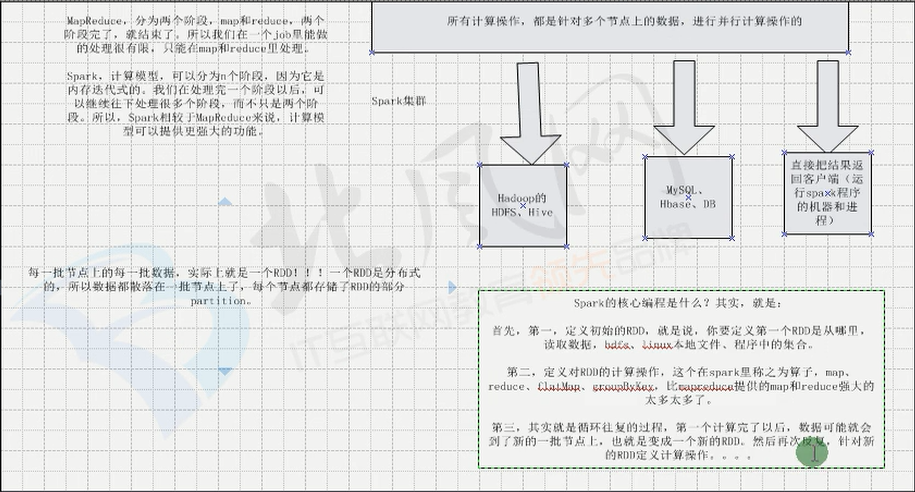 MapReduce，分为两个阶段，map和reduce，两个
阶段完了，就结束了。所以我们在一个job里能做
的处理很有限，只能在map和reduce里处理。
Spark，计算模型，可以分为n个阶段，因为它是
内存迭代式的。我们在处理完一个阶段以后，可
以继续往下处理很多个阶段，而不只是两个阶
段。所以，Spark相较于MapReduce来说，计算模
型可以提供更强大的功能。
所有计算操作，都是针对多个节点上的数据，进行并行计算操作的
Spark集群
Hadoop的
HDFS、Hive
MySQL、
Hbase、DB
直接把结果返
回客户端（运
行spark程序
的机器和进
程）
每一批节点上的每一批数据，实际上就是一个RDD！！！一个RDD是分布式
的，所以数据都散落在一批节点上了，每个节点都存储了RDD的部分
partition。
Spark的核心编程是什么？其实，就是：
首先，第一，定义初始的RDD，就是说，你要定义第一个RDD是从哪里，
读取数据，hdfs、linux本地文件、程序中的集合。
第二，定义对RDD的计算操作，这个在spark里称之为算子，map、
reduce、flatMap、groupByKey，比mapreduce提供的map和reduce强大的
太多太多了。
第三，其实就是循环往复的过程，第一个计算完了以后，数据可能就会
到了新的一批节点上，也就是变成一个新的RDD。然后再次反复，针对新
的RDD定义计算操作。。。。
北风网
IT互联网教育领先品牌